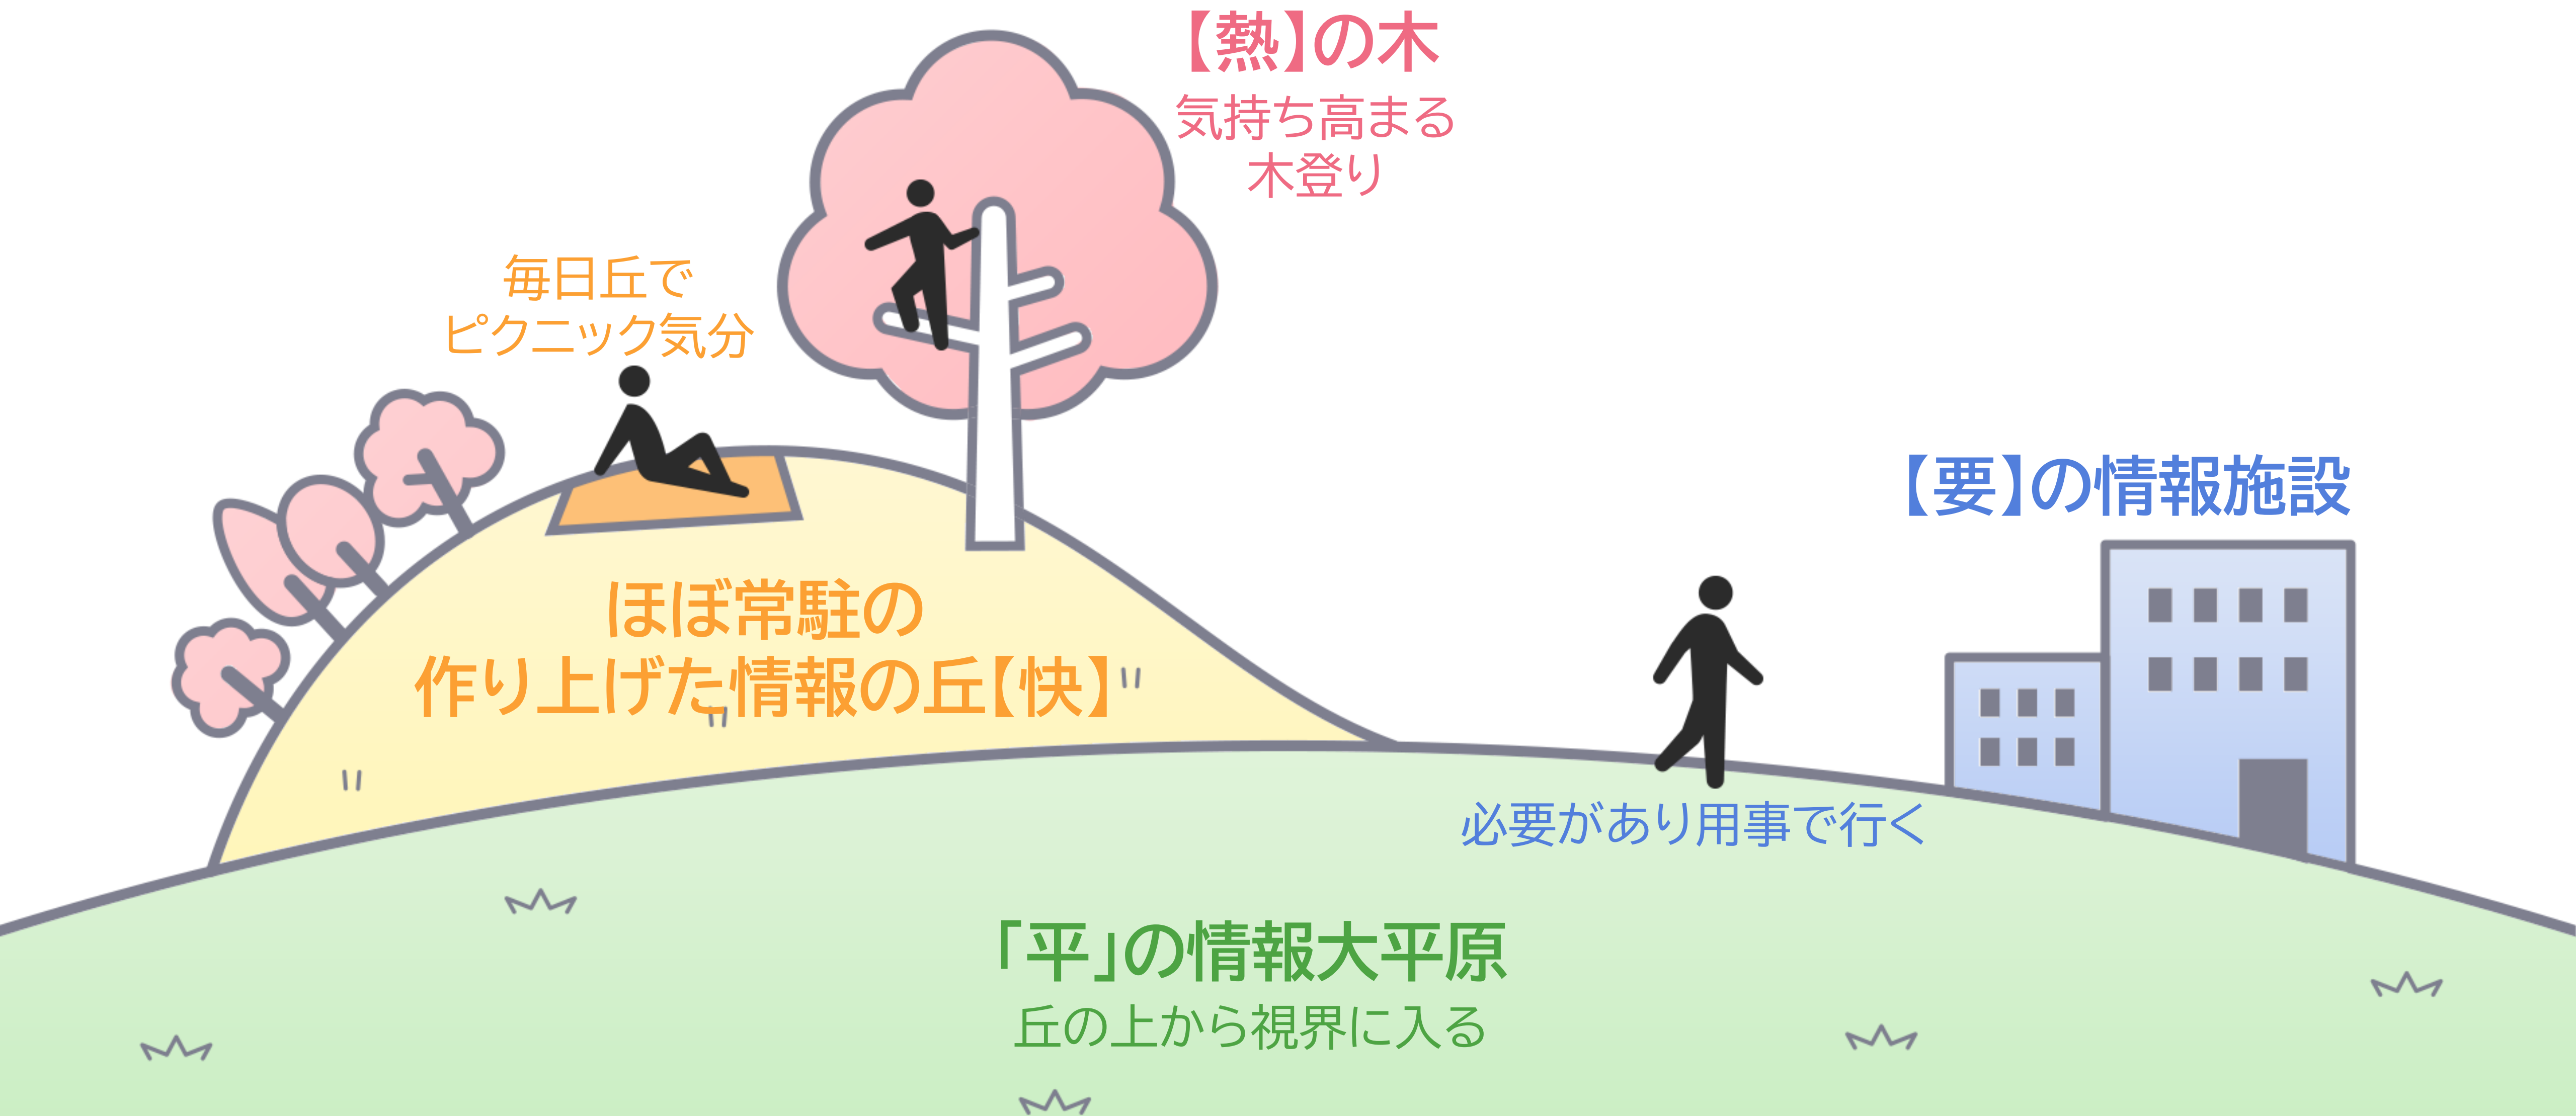 【熱】の木
気持ち高まる
木登り
毎日丘で
ピクニック気分
ほぼ常駐の
作り上げた情報の丘【快】
【要】の情報施設
必要があり用事で行く
「平」の情報大平原
丘の上から視界に入る